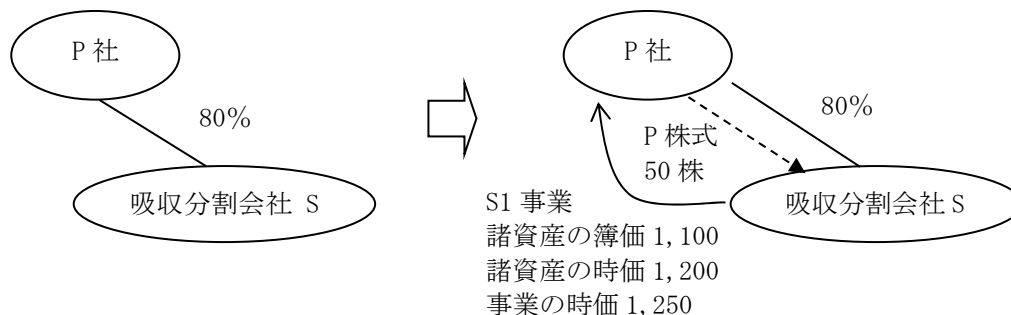 P 社
80%
吸収分割会社 S
P 社
80%
P 株式
50 株
吸収分割会社 S
S1 事業
諸資産の簿価 1,100
諸資産の時価 1,200
事業の時価 1,250